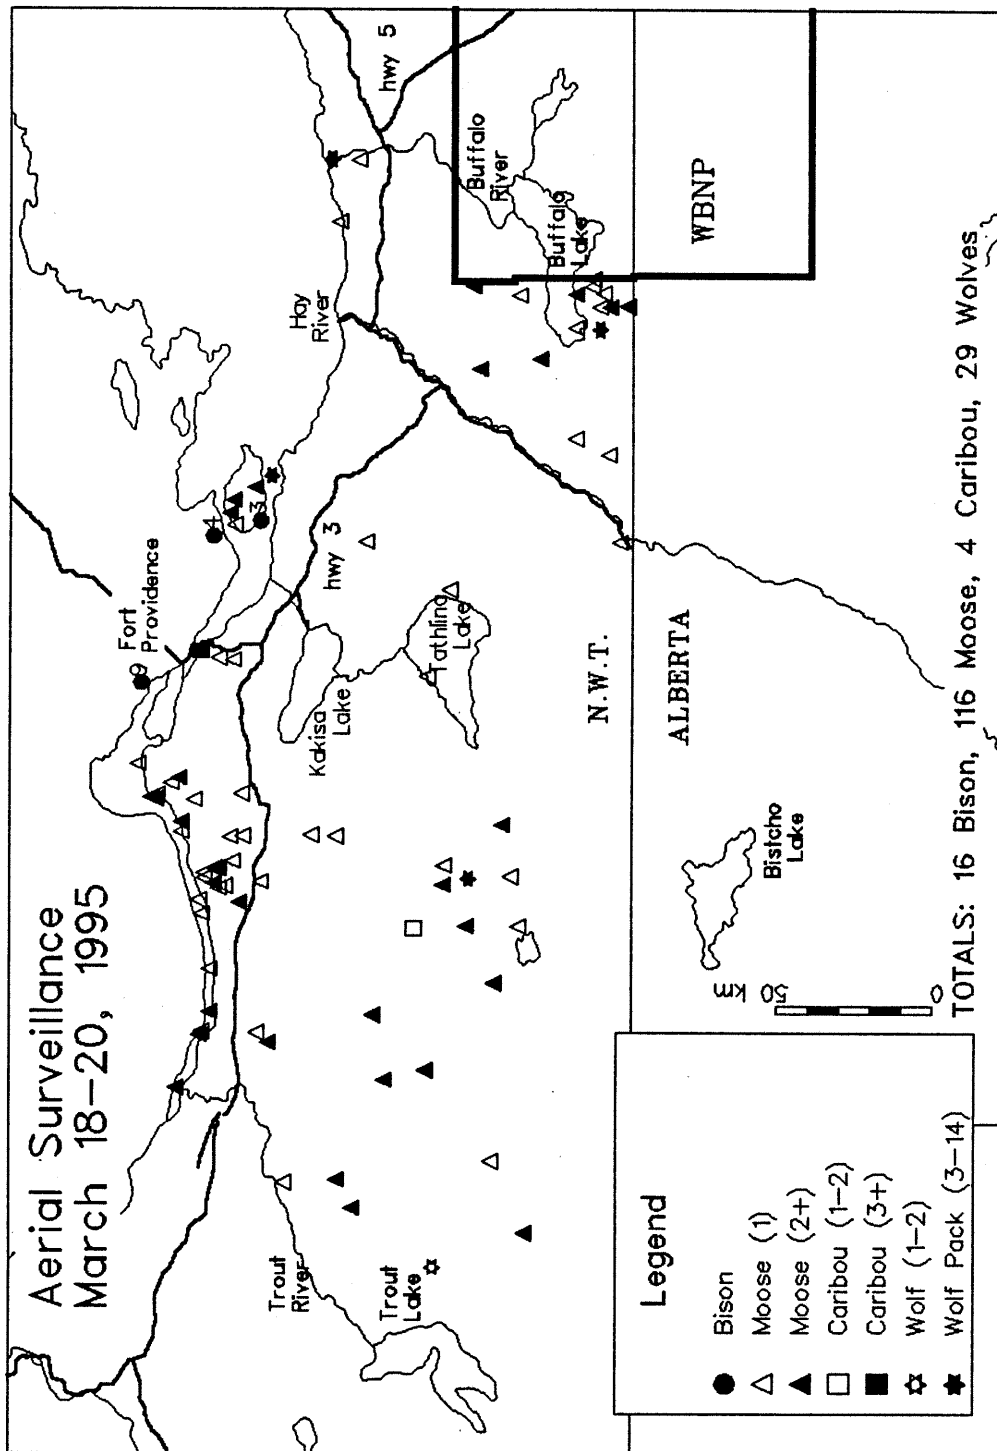 Aerial Surveillance
March 18-20, 1995
hwy 5
Buffalo
River
Buffalo
Lake
WBNP
Hay
River
3
4
hwy 3
Fort
Providence
9
Tathlina
Lake
Kakisa
Lake
N.W.T.
ALBERTA
Bistcho
Lake
Trout
River
Trout
Lake
50 km
0
Legend
Bison
Moose (1)
Moose (2+)
Caribou (1-2)
Caribou (3+)
Wolf (1-2)
Wolf Pack (3-14)
TOTALS: 16 Bison, 116 Moose, 4 Caribou, 29 Wolves